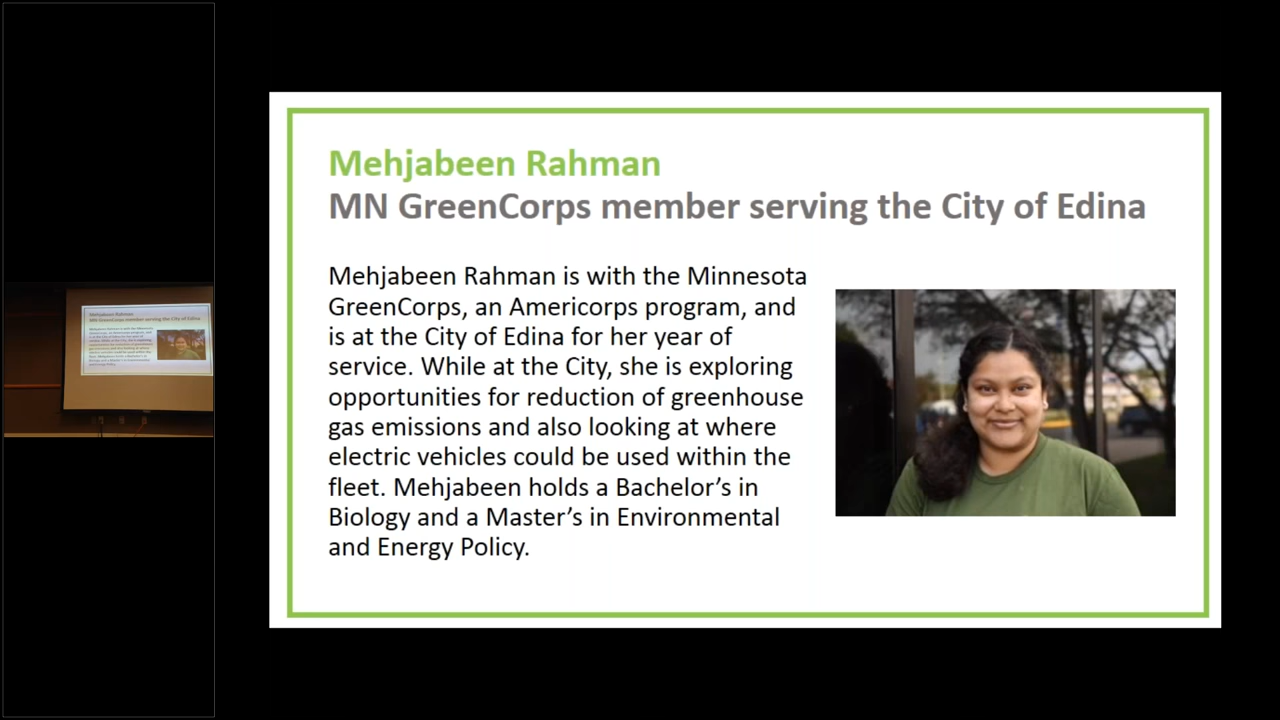 Mehjabeen Rahman
MN GreenCorps member serving the City of Edina
Mehjabeen Rahman is with the Minnesota
GreenCorps, an Americorps program, and
is at the City of Edina for her year of
service. While at the City, she is exploring
opportunities for reduction of greenhouse
gas emissions and also looking at where
electric vehicles could be used within the
fleet. Mehjabeen holds a Bachelor’s in
Biology and a Master’s in Environmental
and Energy Policy.